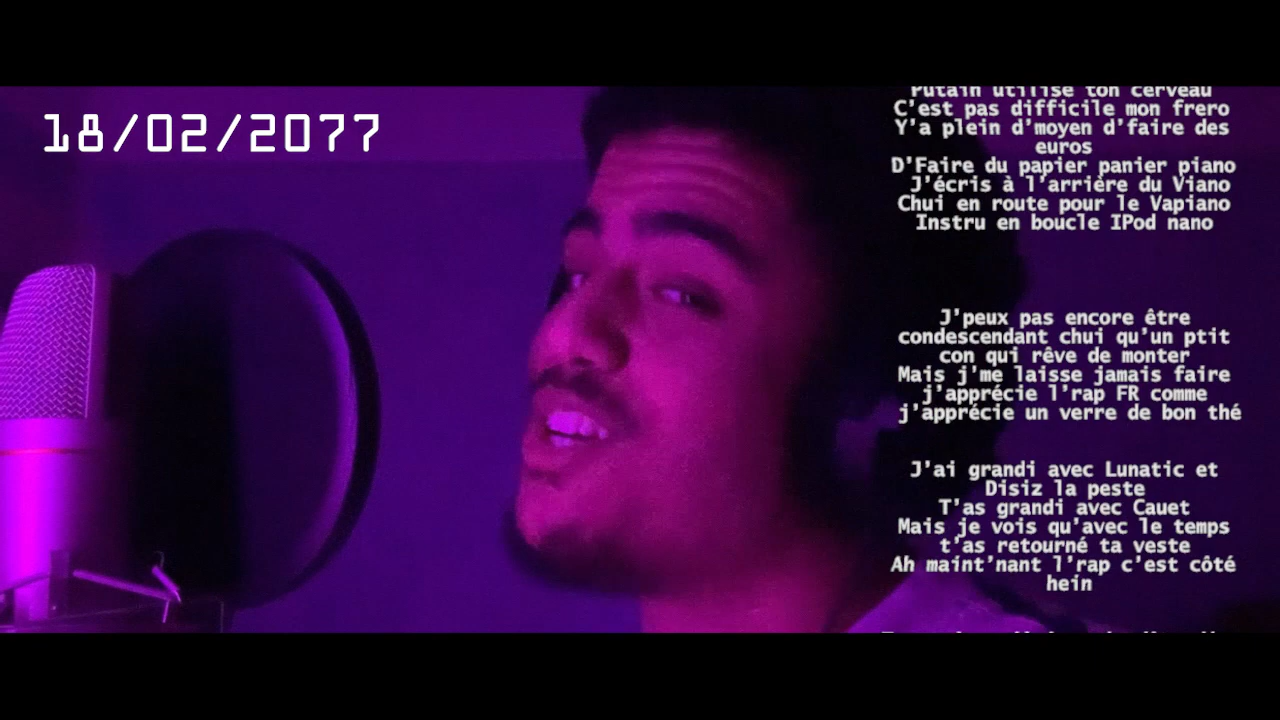 18/02/2077
Putain utilise ton cerveau
C'est pas difficile mon frero
Y'a plein d'moyen d'faire des
euros
D'Faire du papier panier piano
J'écris à l'arrière du Viano
Chui en route pour le Vapiano
Instru en boucle IPod nano
J'peux pas encore être
condescendant chui qu'un ptit
con qui rêve de monter
Mais j'me laisse jamais faire
j'apprécie l'rap FR comme
j'apprécie un verre de bon thé
J'ai grandi avec Lunatic et
Disiz la peste
T'as grandi avec Cauet
Mais je vois qu'avec le temps
t'as retourné ta veste
Ah maint'nant l'rap c'est côté
hein